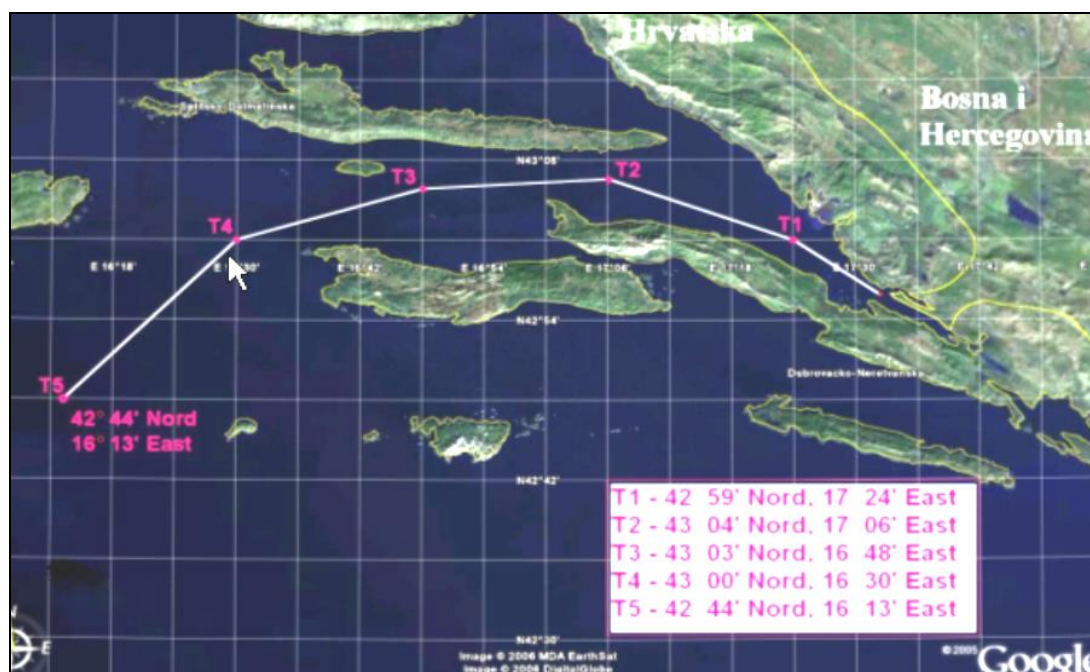 Hrvatska
Bosna i
Hercegovina
Splitsko-Dalmatinska
N43°06'
T3
T2
T4
T1
E 16°18'
E 16°42'
E 16°54'
E 17°06'
E 17°18'
E 17°30'
E 17°42'
N42°54'
T5
Dubrovacko-Neretvanska
42° 44' Nord
16° 13' East
N42°42'
T1 - 42 59' Nord, 17 24' East
T2 - 43 04' Nord, 17 06' East
T3 - 43 03' Nord, 16 48' East
T4 - 43 00' Nord, 16 30' East
T5 - 42 44' Nord, 16 13' East
N42°30'
E
Image © 2006 MDA EarthSat
Image © 2006 DigitalGlobe
©2005 Google